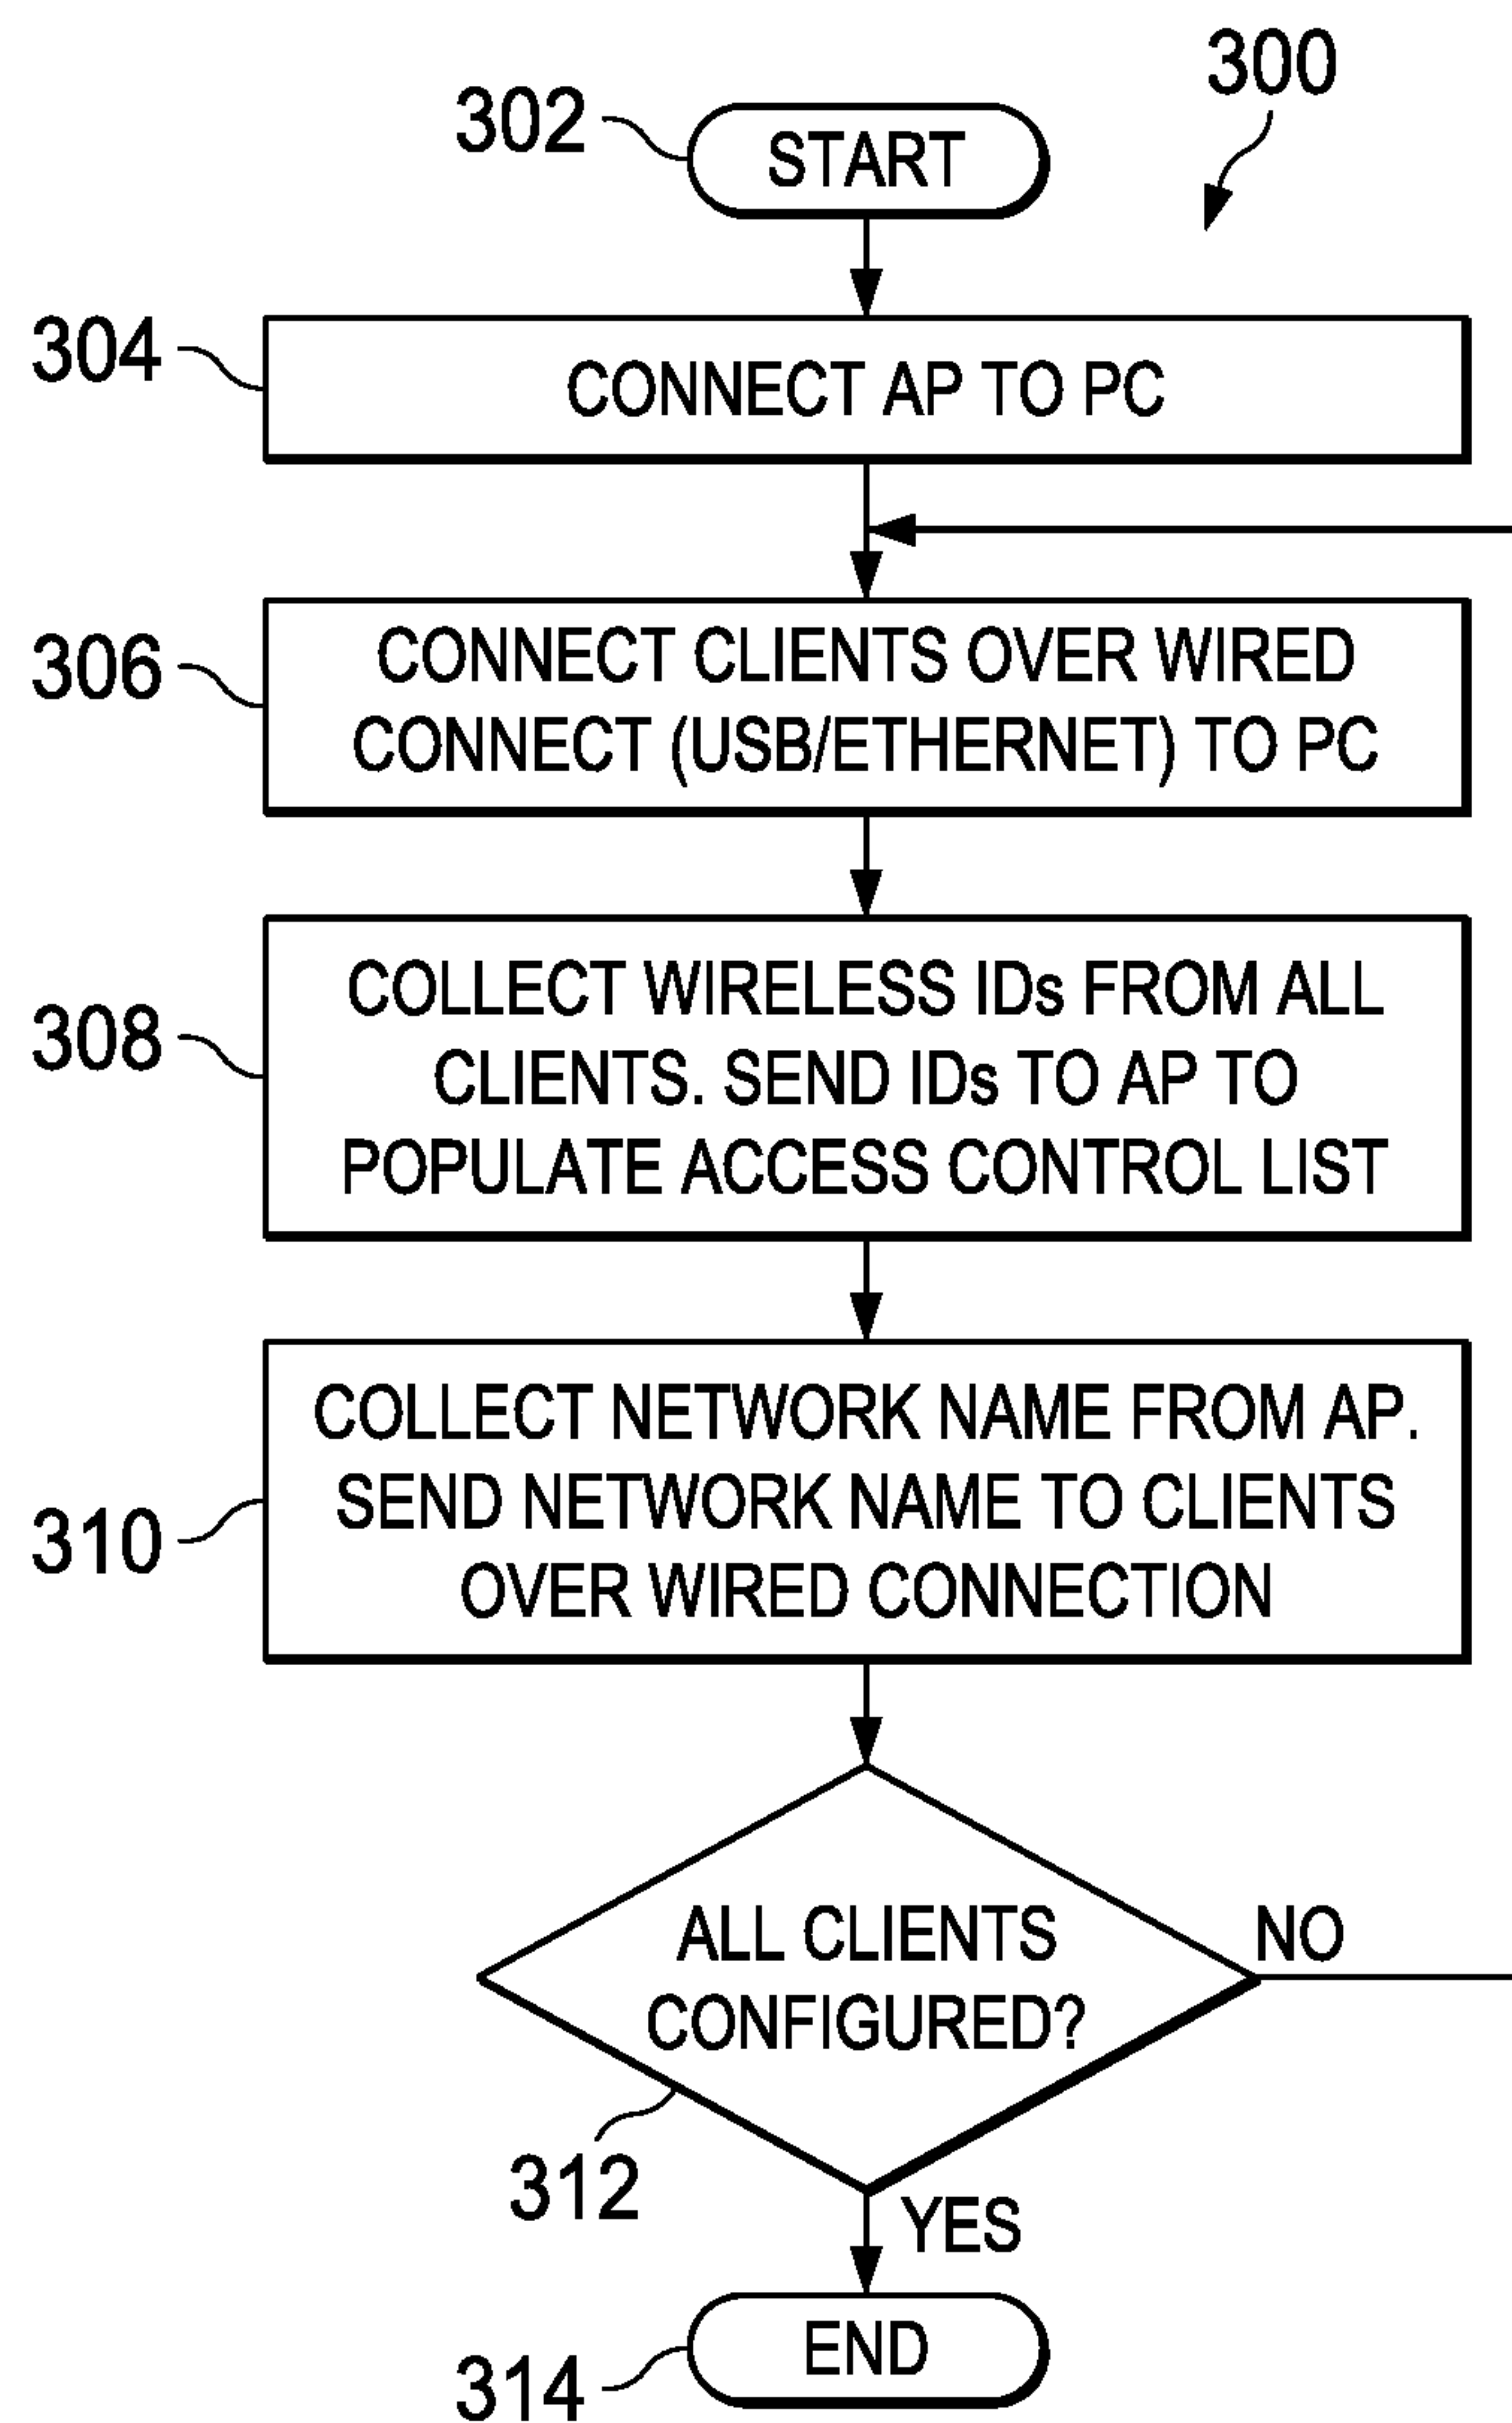 300
302
START
304
CONNECT AP TO PC
306
CONNECT CLIENTS OVER WIRED
CONNECT (USB/ETHERNET) TO PC
308
COLLECT WIRELESS IDs FROM ALL
CLIENTS. SEND IDs TO AP TO
POPULATE ACCESS CONTROL LIST
310
COLLECT NETWORK NAME FROM AP.
SEND NETWORK NAME TO CLIENTS
OVER WIRED CONNECTION
ALL CLIENTS
CONFIGURED?
NO
312
YES
END
314